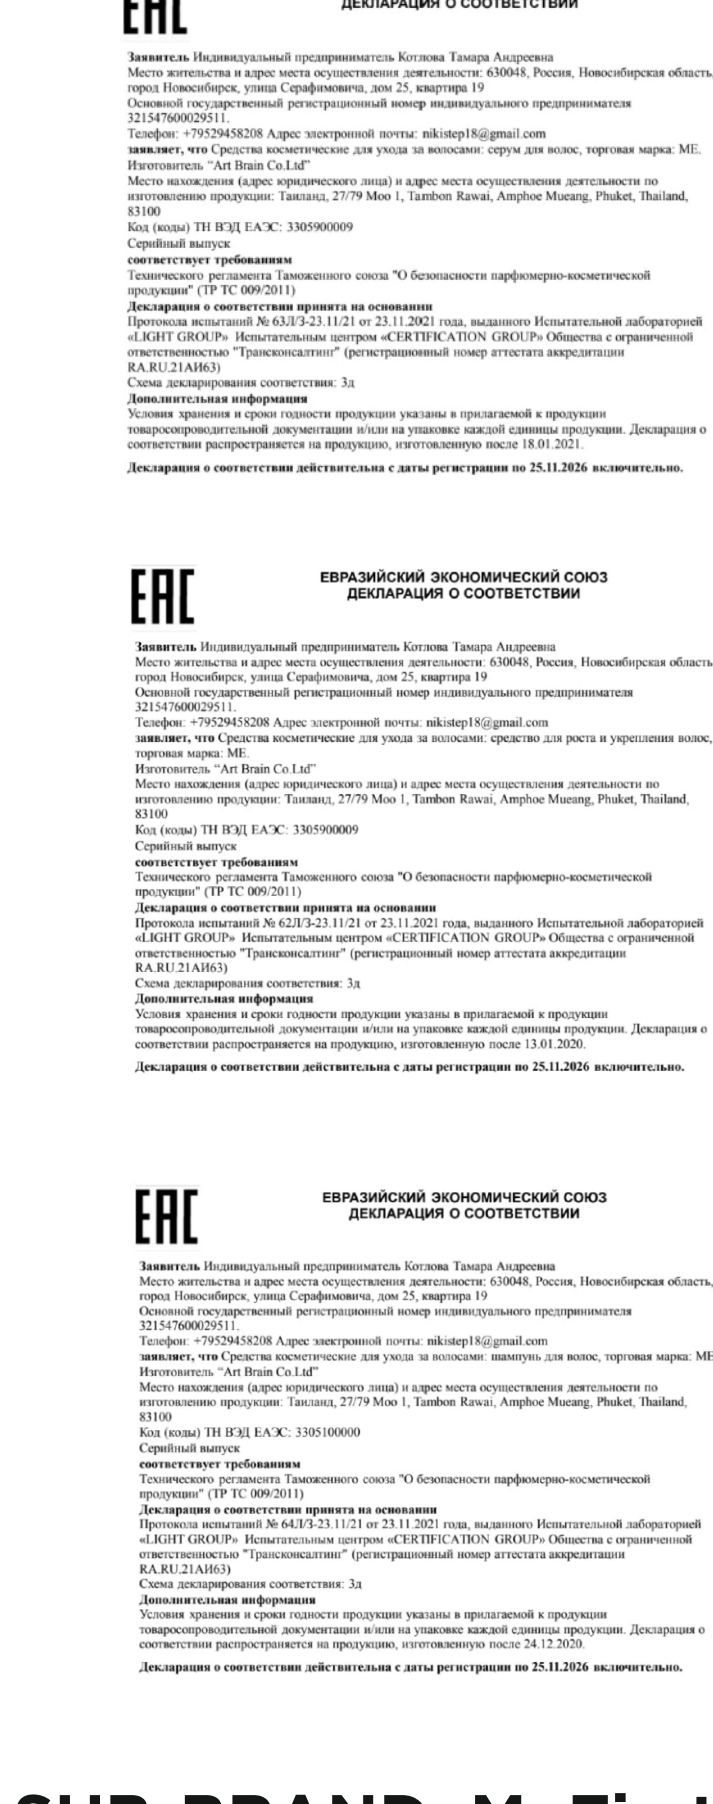 ДЕКЛАРАЦИЯ О СООТВЕТСТВИИ
ЕАС
Заявитель Индивидуальный предприниматель Котлова Тамара Андреевна
Место жительства и адрес места осуществления деятельности: 630048, Россия, Новосибирская область,
город Новосибирск, улица Серафимовича, дом 25, квартира 19
Основной государственный регистрационный номер индивидуального предпринимателя
321547600029511.
Телефон: +79529458208 Адрес электронной почты: nikistep18@gmail.com
заявляет, что Средства косметические для ухода за волосами: серум для волос, торговая марка: ME.
Изготовитель “Art Brain Co.Ltd”
Место нахождения (адрес юридического лица) и адрес места осуществления деятельности по
изготовлению продукции: Таиланд, 27/79 Moo 1, Tambon Rawai, Amphoe Mueang, Phuket, Thailand,
83100
Код (коды) ТН ВЭД ЕАЭС: 3305900009
Серийный выпуск
соответствует требованиям
Технического регламента Таможенного союза "О безопасности парфюмерно-косметической
продукции" (ТР ТС 009/2011)
Декларация о соответствии принята на основании
Протокола испытаний № 63Л/3-23.11/21 от 23.11.2021 года, выданного Испытательной лабораторией
«LIGHT GROUP» Испытательным центром «CERTIFICATION GROUP» Общества с ограниченной
ответственностью "Трансконсалтинг" (регистрационный номер аттестата аккредитации
RA.RU.21АИ63)
Схема декларирования соответствия: 3д
Дополнительная информация
Условия хранения и сроки годности продукции указаны в прилагаемой к продукции
товаросопроводительной документации и/или на упаковке каждой единицы продукции. Декларация о
соответствии распространяется на продукцию, изготовленную после 18.01.2021.
Декларация о соответствии действительна с даты регистрации по 25.11.2026 включительно.
ЕАС
ЕВРАЗИЙСКИЙ ЭКОНОМИЧЕСКИЙ СОЮЗ
ДЕКЛАРАЦИЯ О СООТВЕТСТВИИ
Заявитель Индивидуальный предприниматель Котлова Тамара Андреевна
Место жительства и адрес места осуществления деятельности: 630048, Россия, Новосибирская область
город Новосибирск, улица Серафимовича, дом 25, квартира 19
Основной государственный регистрационный номер индивидуального предпринимателя
321547600029511.
Телефон: +79529458208 Адрес электронной почты: nikistep18@gmail.com
заявляет, что Средства косметические для ухода за волосами: средство для роста и укрепления волос,
торговая марка: ME.
Изготовитель “Art Brain Co.Ltd”
Место нахождения (адрес юридического лица) и адрес места осуществления деятельности по
изготовлению продукции: Таиланд, 27/79 Moo 1, Tambon Rawai, Amphoe Mueang, Phuket, Thailand,
83100
Код (коды) ТН ВЭД ЕАЭС: 3305900009
Серийный выпуск
соответствует требованиям
Технического регламента Таможенного союза "О безопасности парфюмерно-косметической
продукции" (ТР ТС 009/2011)
Декларация о соответствии принята на основании
Протокола испытаний № 62Л/3-23.11/21 от 23.11.2021 года, выданного Испытательной лабораторией
«LIGHT GROUP» Испытательным центром «CERTIFICATION GROUP» Общества с ограниченной
ответственностью "Трансконсалтинг" (регистрационный номер аттестата аккредитации
RA.RU.21АИ63)
Схема декларирования соответствия: 3д
Дополнительная информация
Условия хранения и сроки годности продукции указаны в прилагаемой к продукции
товаросопроводительной документации и/или на упаковке каждой единицы продукции. Декларация о
соответствии распространяется на продукцию, изготовленную после 13.01.2020.
Декларация о соответствии действительна с даты регистрации по 25.11.2026 включительно.
ЕАС
ЕВРАЗИЙСКИЙ ЭКОНОМИЧЕСКИЙ СОЮЗ
ДЕКЛАРАЦИЯ О СООТВЕТСТВИИ
Заявитель Индивидуальный предприниматель Котлова Тамара Андреевна
Место жительства и адрес места осуществления деятельности: 630048, Россия, Новосибирская область,
город Новосибирск, улица Серафимовича, дом 25, квартира 19
Основной государственный регистрационный номер индивидуального предпринимателя
321547600029511.
Телефон: +79529458208 Адрес электронной почты: nikistep18@gmail.com
заявляет, что Средства косметические для ухода за волосами: шампунь для волос, торговая марка: ME
Изготовитель “Art Brain Co.Ltd”
Место нахождения (адрес юридического лица) и адрес места осуществления деятельности по
изготовлению продукции: Таиланд, 27/79 Moo 1, Tambon Rawai, Amphoe Mueang, Phuket, Thailand,
83100
Код (коды) ТН ВЭД ЕАЭС: 3305100000
Серийный выпуск
соответствует требованиям
Технического регламента Таможенного союза "О безопасности парфюмерно-косметической
продукции" (ТР ТС 009/2011)
Декларация о соответствии принята на основании
Протокола испытаний № 64Л/3-23.11/21 от 23.11.2021 года, выданного Испытательной лабораторией
«LIGHT GROUP» Испытательным центром «CERTIFICATION GROUP» Общества с ограниченной
ответственностью "Трансконсалтинг" (регистрационный номер аттестата аккредитации
RA.RU.21АИ63)
Схема декларирования соответствия: 3д
Дополнительная информация
Условия хранения и сроки годности продукции указаны в прилагаемой к продукции
товаросопроводительной документации и/или на упаковке каждой единицы продукции. Декларация о
соответствии распространяется на продукцию, изготовленную после 24.12.2020.
Декларация о соответствии действительна с даты регистрации по 25.11.2026 включительно.